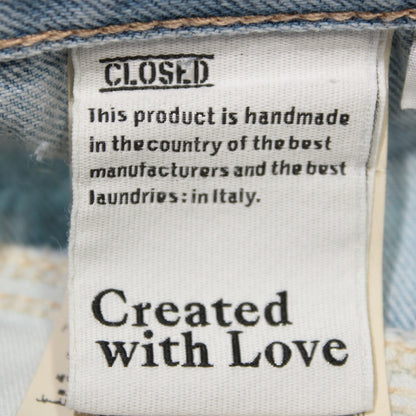 CLOSED
This product is handmade
in the country of the best
manufacturers and the best
laundries: in Italy.
Created
with Love